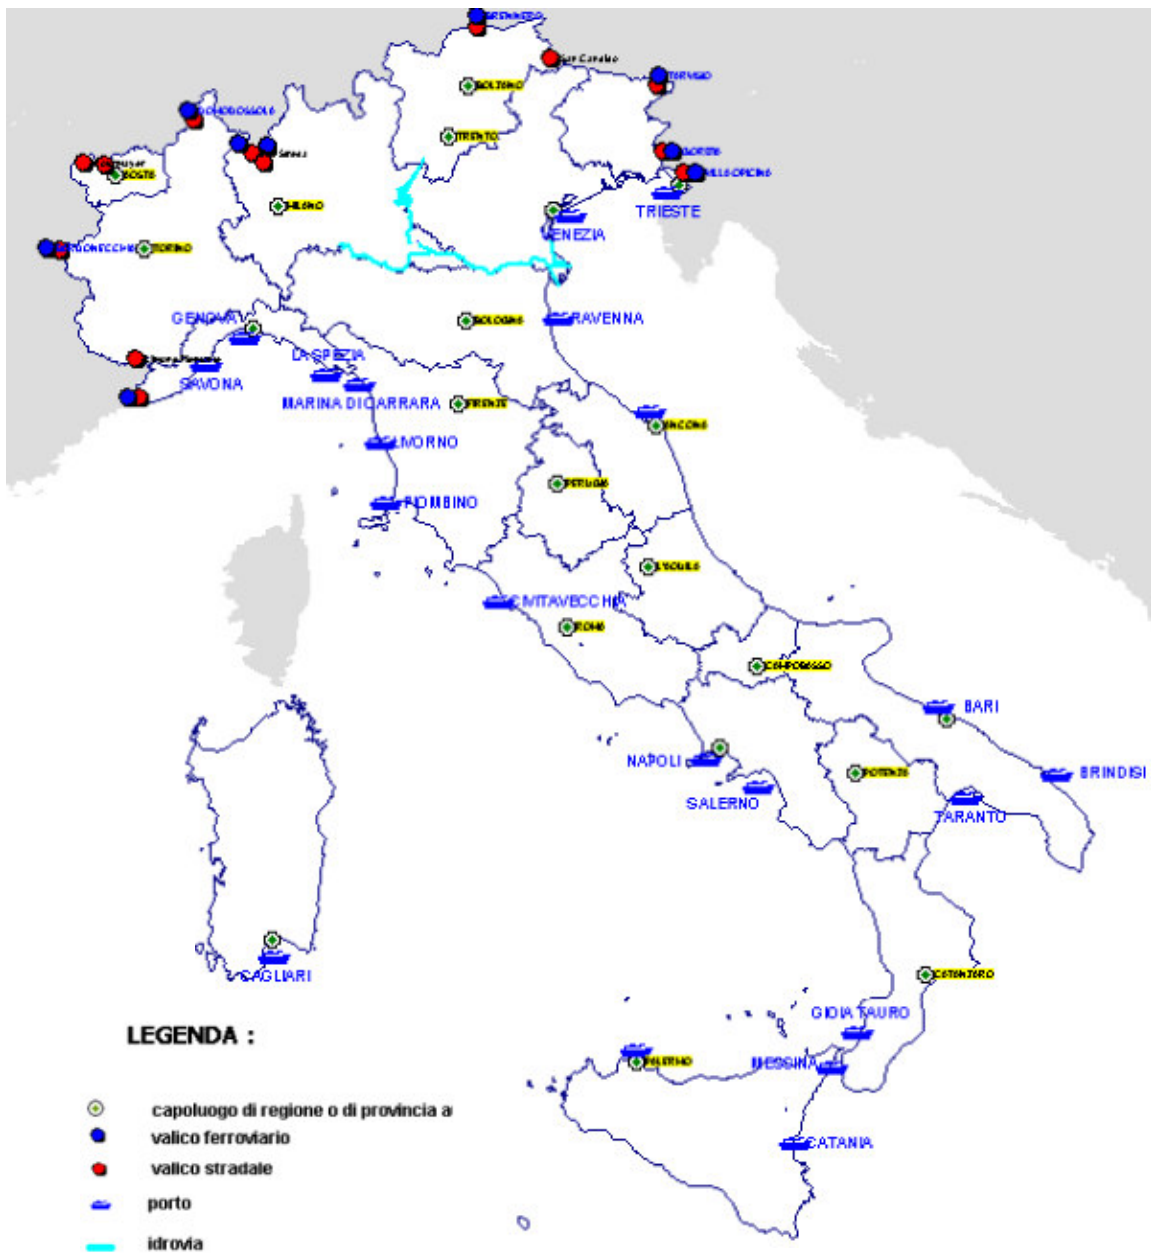 BRENNERO
San Candido
BOLZANO
TARVISIO
DOMODOSSOLA
TRENTO
GORIZIA
AOSTA
VILLA OPICINA
MILANO
TRIESTE
VENEZIA
TORINO
GENOVA
BOLOGNA
RAVENNA
LA SPEZIA
SAVONA
MARINA DI CARRARA
FIRENZE
ANCONA
LIVORNO
PERUGIA
PIOMBINO
L'AQUILA
CIVITAVECCHIA
ROMA
CAMPOBASSO
BARI
NAPOLI
POTENZA
BRINDISI
SALERNO
TARANTO
CAGLIARI
CATANZARO
GIOIA TAURO
LEGENDA :
PALERMO
MESSINA
capoluogo di regione o di provincia a
valico ferroviario
CATANIA
valico stradale
porto
idrovia